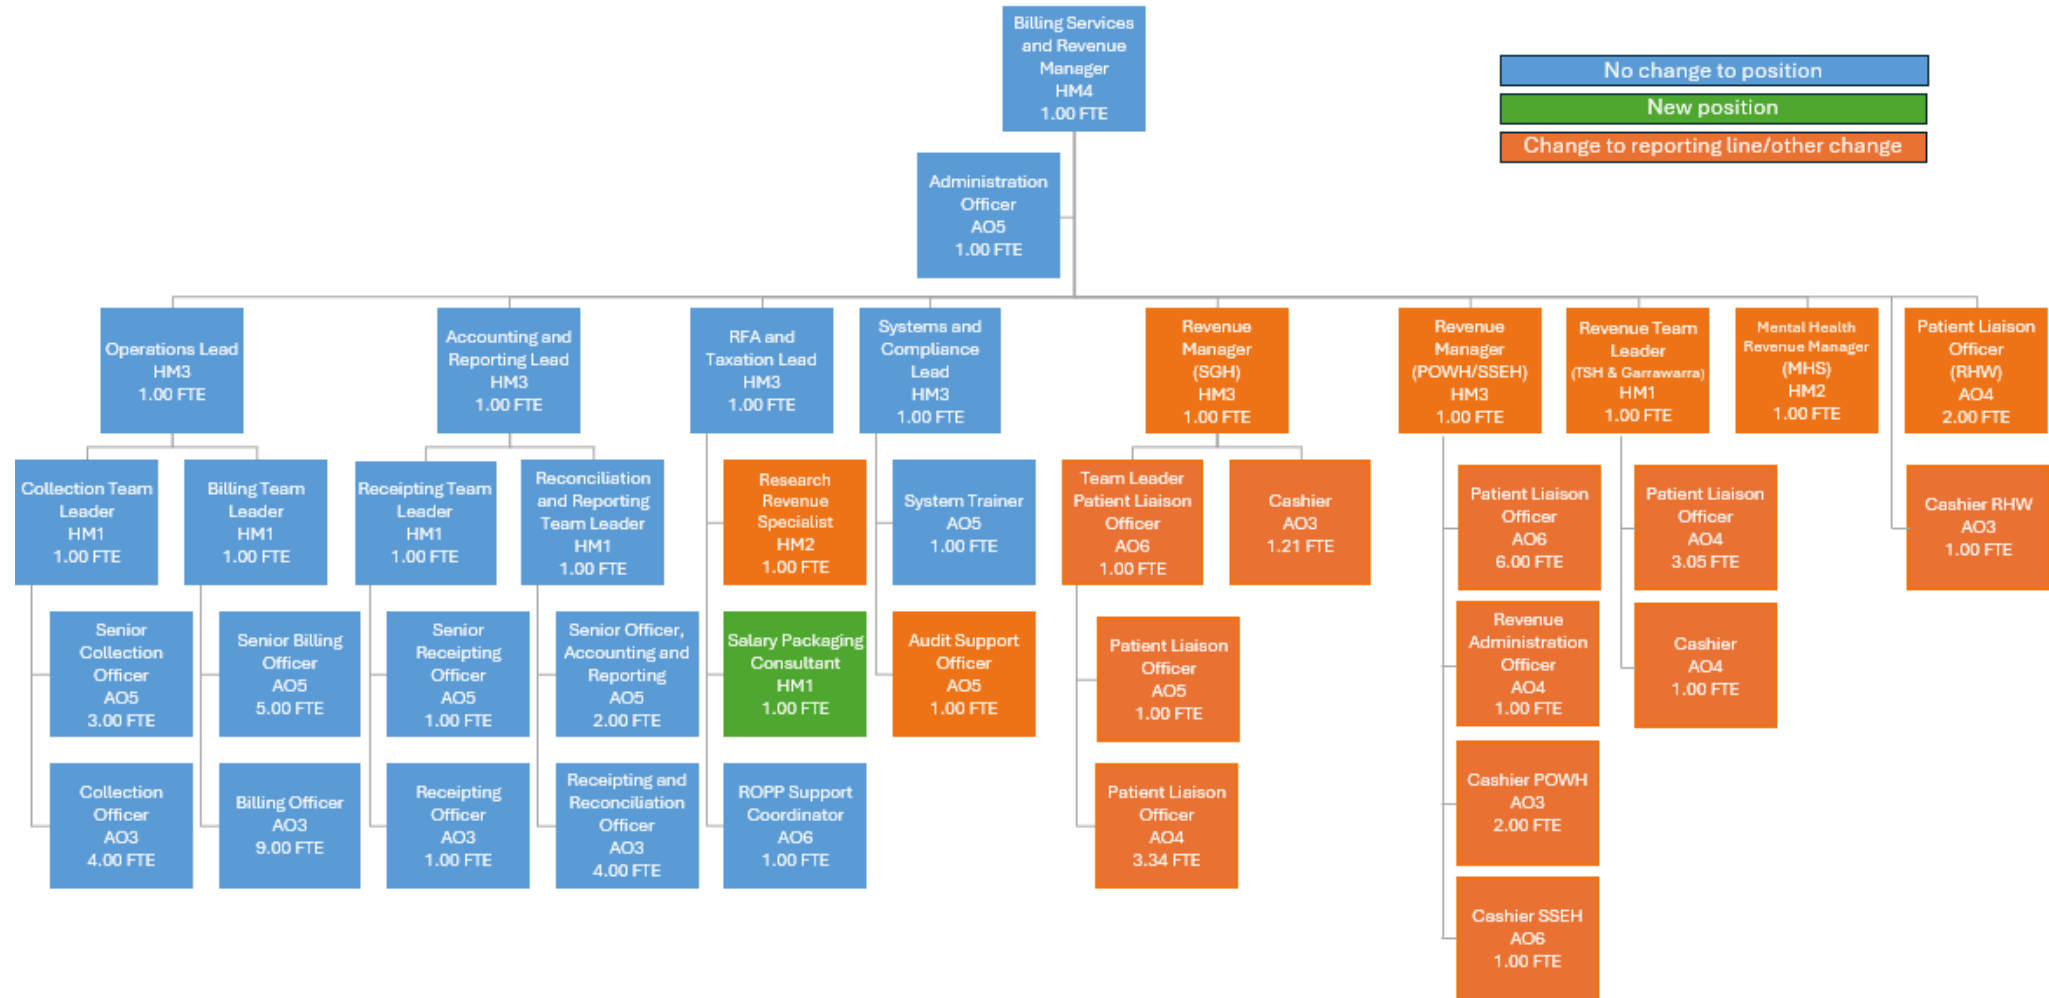 Billing Services
and Revenue
Manager
HM4
1.00 FTE
No change to position
New position
Change to reporting line/other change
Administration
Officer
AO5
1.00 FTE
Operations Lead
HM3
1.00 FTE
Accounting and
Reporting Lead
HM3
1.00 FTE
RFA and
Taxation Lead
HM3
1.00 FTE
Systems and
Compliance
Lead
HM3
1.00 FTE
Revenue
Manager
(SGH)
HM3
1.00 FTE
Revenue
Manager
(POWH/SSEH)
HM3
1.00 FTE
Revenue Team
Leader
(TSH & Garrawarra)
HM1
1.00 FTE
Mental Health
Revenue Manager
(MHS)
HM2
1.00 FTE
Patient Liaison
Officer
(RHW)
AO4
2.00 FTE
Collection Team
Leader
HM1
1.00 FTE
Billing Team
Leader
HM1
1.00 FTE
Receipting Team
Leader
HM1
1.00 FTE
Reconciliation
and Reporting
Team Leader
HM1
1.00 FTE
Research
Revenue
Specialist
HM2
1.00 FTE
System Trainer
AO5
1.00 FTE
Team Leader
Patient Liaison
Officer
AO6
1.00 FTE
Cashier
AO3
1.21 FTE
Patient Liaison
Officer
AO6
6.00 FTE
Patient Liaison
Officer
AO4
3.05 FTE
Cashier RHW
AO3
1.00 FTE
Senior
Collection
Officer
AO5
3.00 FTE
Senior Billing
Officer
AO5
5.00 FTE
Senior
Receipting
Officer
AO5
1.00 FTE
Senior Officer,
Accounting and
Reporting
AO5
2.00 FTE
Salary Packaging
Consultant
HM1
1.00 FTE
Audit Support
Officer
AO5
1.00 FTE
Patient Liaison
Officer
AO5
1.00 FTE
Revenue
Administration
Officer
AO4
1.00 FTE
Cashier
AO4
1.00 FTE
Collection
Officer
AO3
4.00 FTE
Billing Officer
AO3
9.00 FTE
Receipting
Officer
AO3
1.00 FTE
Receipting and
Reconciliation
Officer
AO3
4.00 FTE
ROPP Support
Coordinator
AO6
1.00 FTE
Patient Liaison
Officer
AO4
3.34 FTE
Cashier POWH
AO3
2.00 FTE
Cashier SSEH
AO6
1.00 FTE